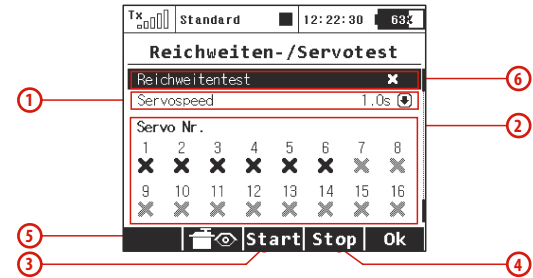 Tx Standard 12:22:30 63%
Reichweiten-/Servotest
Reichweitentest
6
1
Servospeed 1.0s
Servo Nr.
2
1 2 3 4 5 6 7 8
9 10 11 12 13 14 15 16
5
Start Stop Ok
3
4